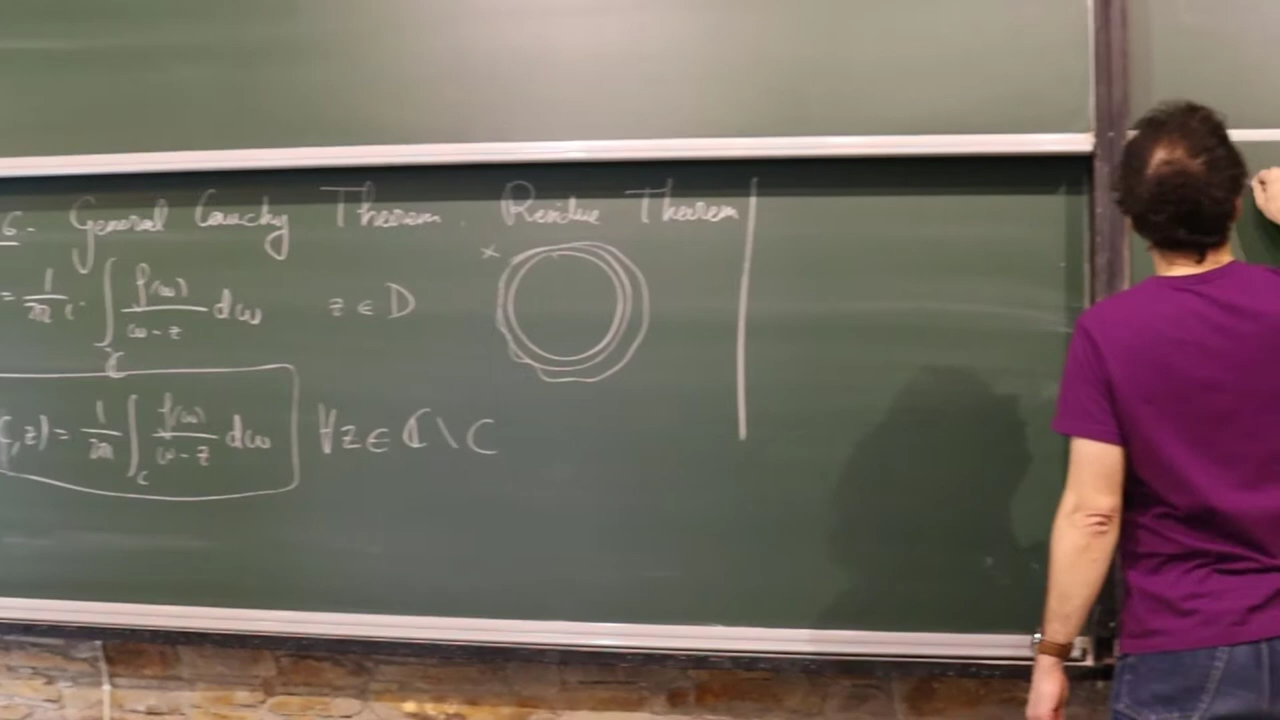 6.- General Cauchy Theorem. Residue Theorem
= 1/2πi · ∫_C f(ω)/(ω-z) dω z ∈ D
, z) = 1/2πi ∫_C f(ω)/(ω-z) dω ∀z ∈ ℂ \ C